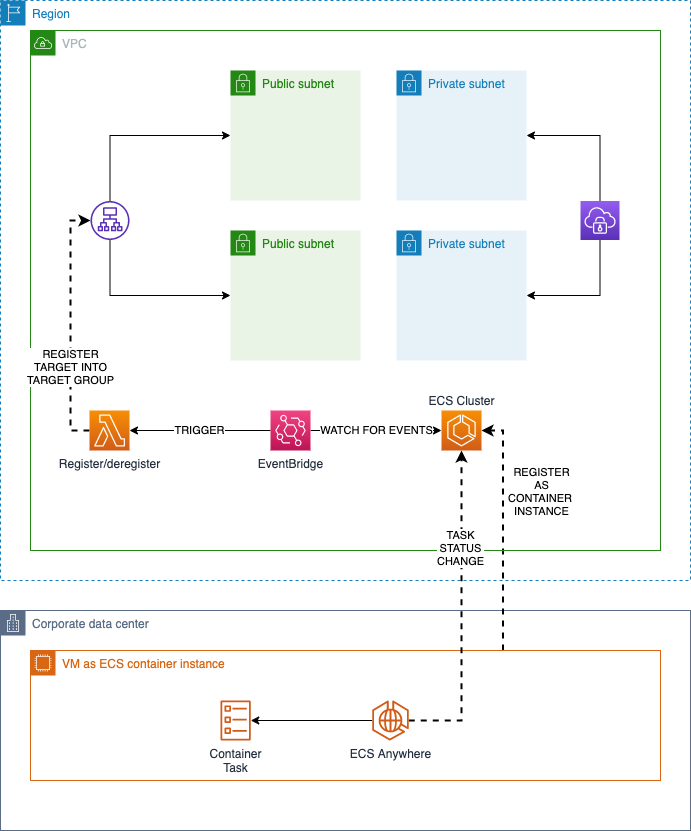 Region
VPC
Public subnet
Private subnet
Public subnet
Private subnet
REGISTER
TARGET INTO
TARGET GROUP
ECS Cluster
TRIGGER
WATCH FOR EVENTS
Register/deregister
EventBridge
REGISTER
AS
CONTAINER
INSTANCE
TASK
STATUS
CHANGE
Corporate data center
VM as ECS container instance
Container
Task
ECS Anywhere